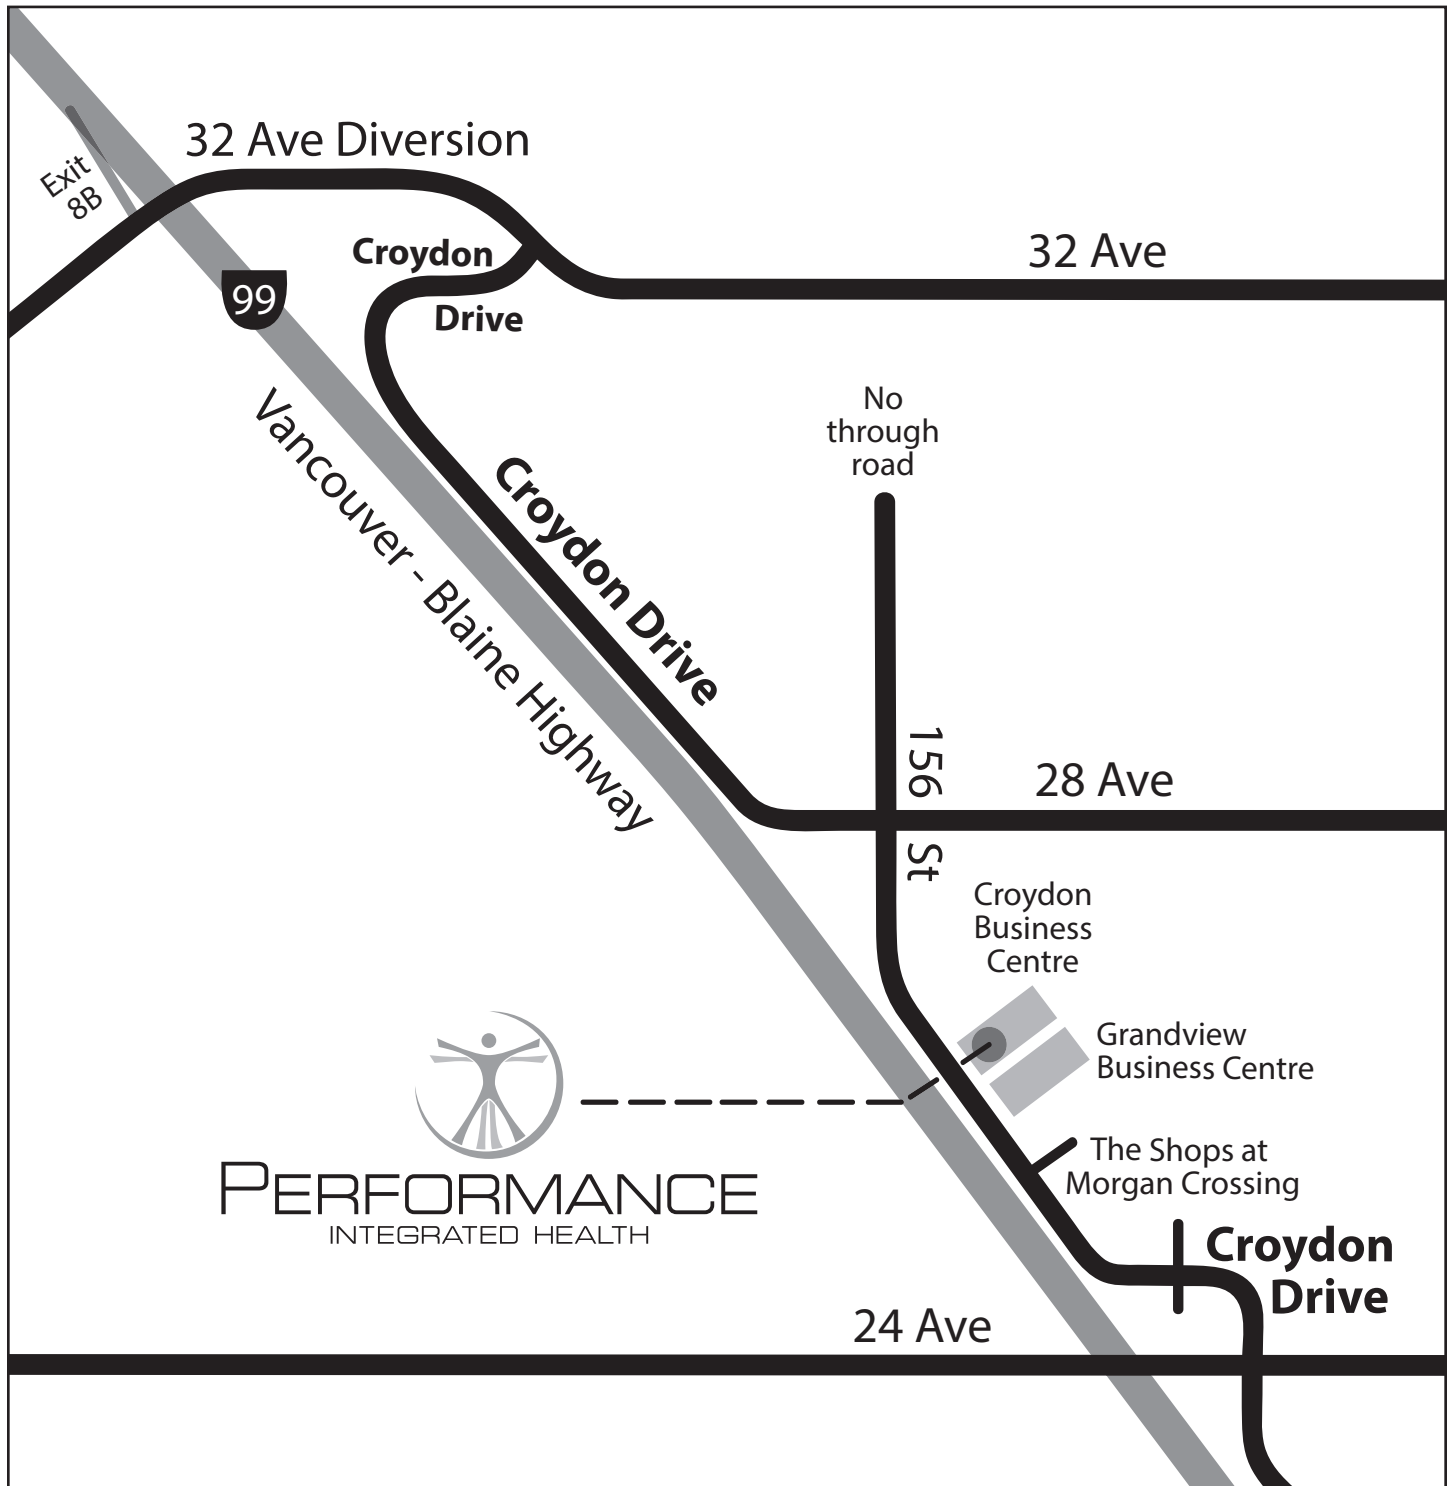 32 Ave Diversion
Exit
8B
Croydon
Drive
32 Ave
99
Vancouver - Blaine Highway
Croydon Drive
No
through
road
156 St
28 Ave
Croydon
Business
Centre
Grandview
Business Centre
The Shops at
Morgan Crossing
PERFORMANCE
INTEGRATED HEALTH
Croydon
Drive
24 Ave